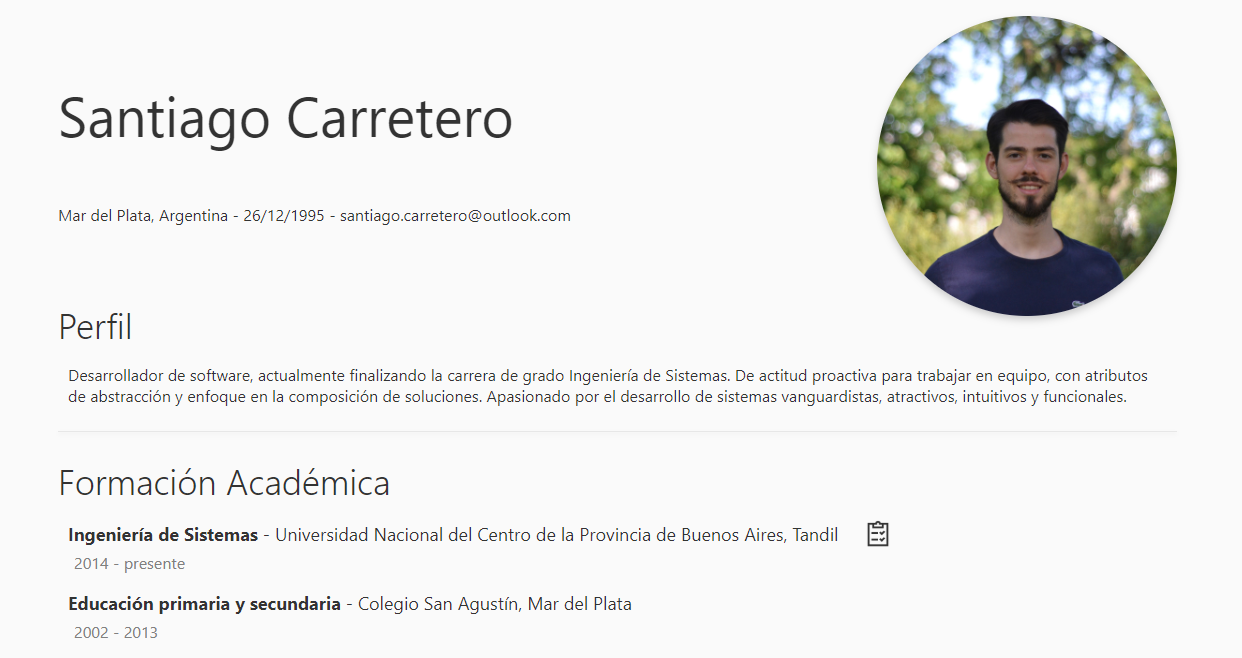 Santiago Carretero
Mar del Plata, Argentina - 26/12/1995 - santiago.carretero@outlook.com
Perfil
Desarrollador de software, actualmente finalizando la carrera de grado Ingeniería de Sistemas. De actitud proactiva para trabajar en equipo, con atributos
de abstracción y enfoque en la composición de soluciones. Apasionado por el desarrollo de sistemas vanguardistas, atractivos, intuitivos y funcionales.
Formación Académica
Ingeniería de Sistemas - Universidad Nacional del Centro de la Provincia de Buenos Aires, Tandil
2014 - presente
Educación primaria y secundaria - Colegio San Agustín, Mar del Plata
2002 - 2013